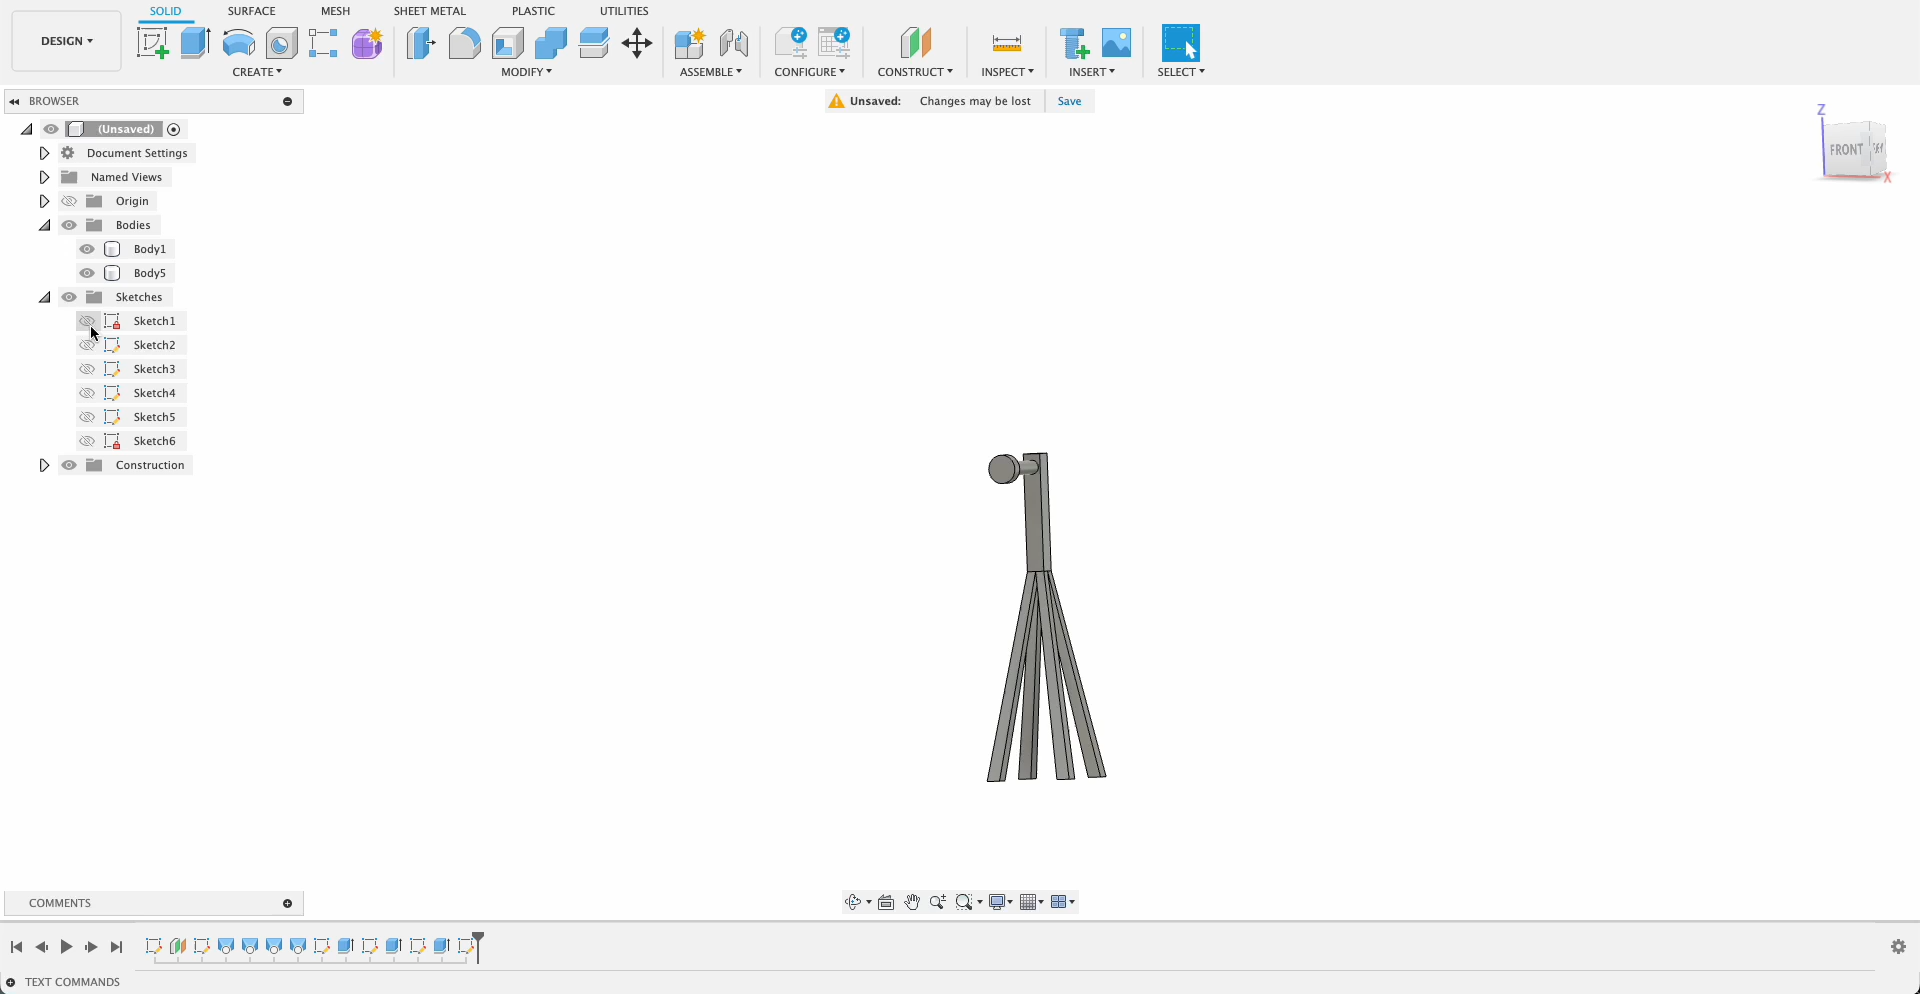 SOLID SURFACE MESH SHEET METAL PLASTIC UTILITIES
DESIGN
CREATE MODIFY ASSEMBLE CONFIGURE CONSTRUCT INSPECT INSERT SELECT
BROWSER
Unsaved: Changes may be lost Save
(Unsaved)
Document Settings
Named Views
Origin
Bodies
Body1
Body5
Sketches
Sketch1
Sketch2
Sketch3
Sketch4
Sketch5
Sketch6
Construction
Z
FRONT
X
COMMENTS
TEXT COMMANDS